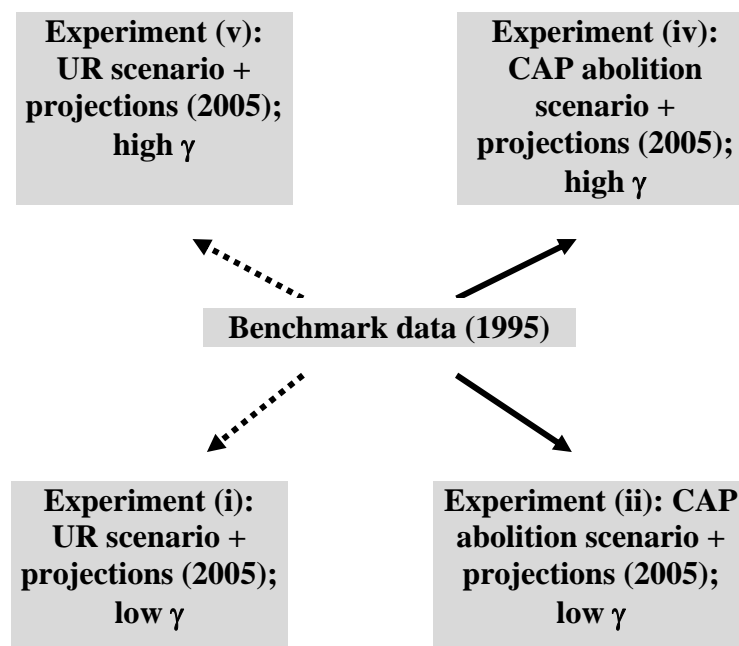 Experiment (v):
UR scenario +
projections (2005);
high γ
Experiment (iv):
CAP abolition
scenario +
projections (2005);
high γ
Benchmark data (1995)
Experiment (i):
UR scenario +
projections (2005);
low γ
Experiment (ii): CAP
abolition scenario +
projections (2005);
low γ